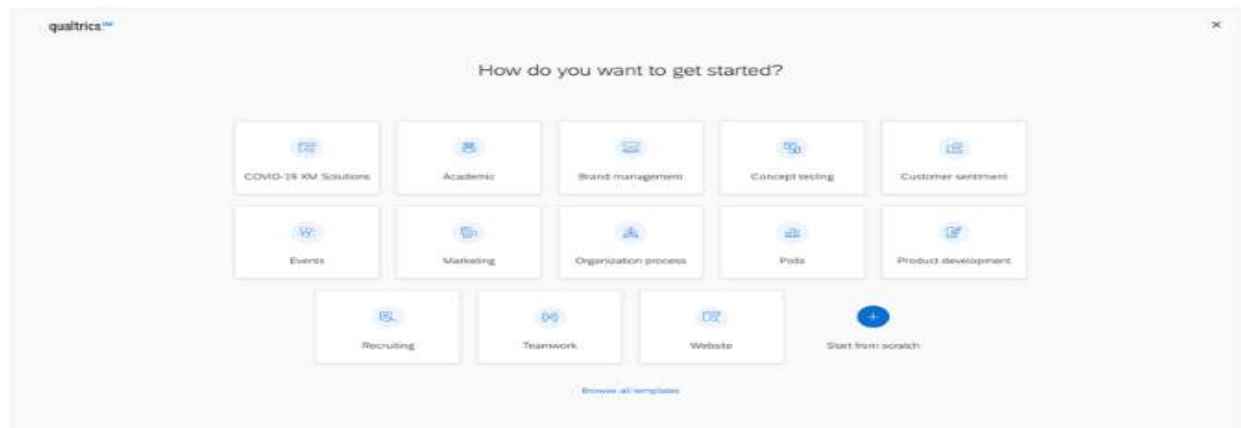 qualtrics.XM
How do you want to get started?
COVID-19 XM Solutions
Academic
Brand management
Concept testing
Customer sentiment
Events
Marketing
Organization process
Polls
Product development
Recruiting
Teamwork
Website
Start from scratch
Browse all templates